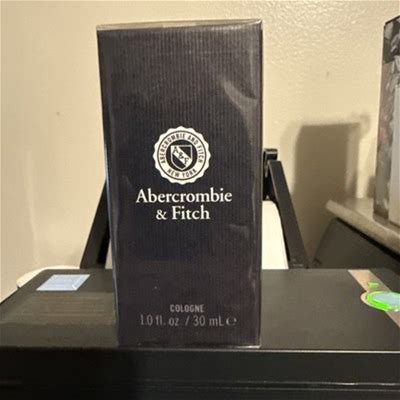 ABERCROMBIE AND FITCH
NEW YORK
Abercrombie
& Fitch
COLOGNE
1.0 fl. oz / 30 mL ℮